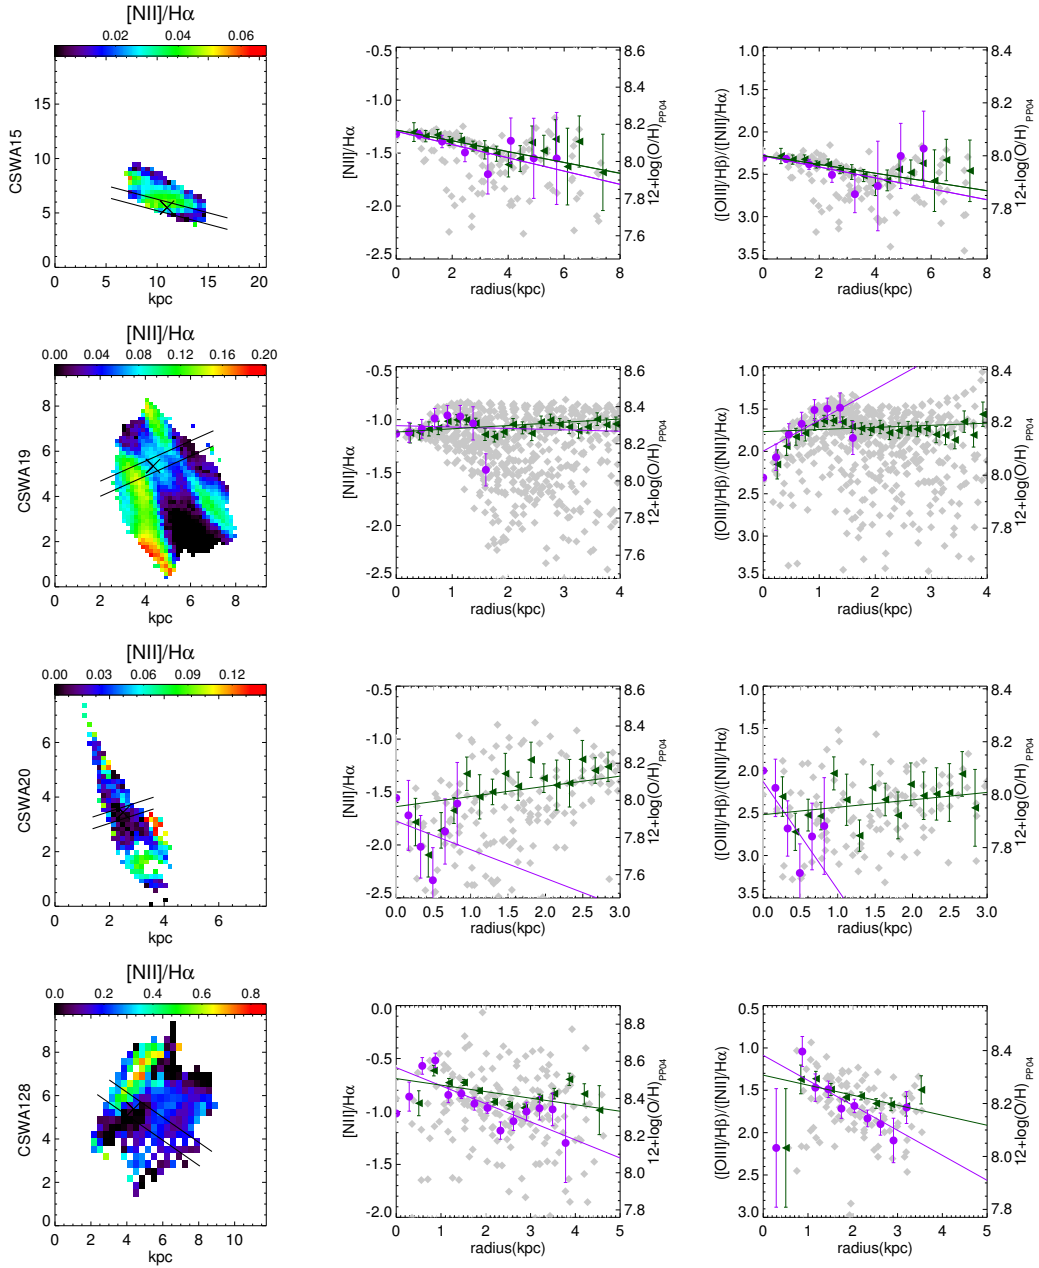 [NII]/Hα
0.02 0.04 0.06
CSWA15
15
10
5
0
0 5 10 15 20
kpc
-0.5
-1.0
-1.5
-2.0
-2.5
[NII]/Hα
8.6
8.4
8.2
8.0
7.8
7.6
12+log(O/H)PP04
0 2 4 6 8
radius(kpc)
1.0
1.5
2.0
2.5
3.0
3.5
([OIII]/Hβ)/([NII]/Hα)
8.4
8.2
8.0
7.8
12+log(O/H)PP04
0 2 4 6 8
radius(kpc)
[NII]/Hα
0.00 0.04 0.08 0.12 0.16 0.20
CSWA19
8
6
4
2
0
0 2 4 6 8
kpc
-0.5
-1.0
-1.5
-2.0
-2.5
[NII]/Hα
8.6
8.4
8.2
8.0
7.8
7.6
12+log(O/H)PP04
0 1 2 3 4
radius(kpc)
1.0
1.5
2.0
2.5
3.0
3.5
([OIII]/Hβ)/([NII]/Hα)
8.4
8.2
8.0
7.8
12+log(O/H)PP04
0 1 2 3 4
radius(kpc)
[NII]/Hα
0.00 0.03 0.06 0.09 0.12
CSWA20
6
4
2
0
0 2 4 6
kpc
-0.5
-1.0
-1.5
-2.0
-2.5
[NII]/Hα
8.6
8.4
8.2
8.0
7.8
7.6
12+log(O/H)PP04
0.0 0.5 1.0 1.5 2.0 2.5 3.0
radius(kpc)
1.0
1.5
2.0
2.5
3.0
3.5
([OIII]/Hβ)/([NII]/Hα)
8.4
8.2
8.0
7.8
12+log(O/H)PP04
0.0 0.5 1.0 1.5 2.0 2.5 3.0
radius(kpc)
[NII]/Hα
0.0 0.2 0.4 0.6 0.8
CSWA128
8
6
4
2
0
0 2 4 6 8 10
kpc
0.0
-0.5
-1.0
-1.5
-2.0
[NII]/Hα
8.8
8.6
8.4
8.2
8.0
12+log(O/H)PP04
0 1 2 3 4 5
radius(kpc)
0.5
1.0
1.5
2.0
2.5
3.0
([OIII]/Hβ)/([NII]/Hα)
8.4
8.2
8.0
7.8
12+log(O/H)PP04
0 1 2 3 4 5
radius(kpc)